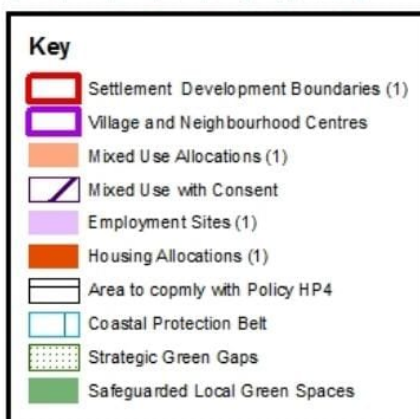 Key
Settlement Development Boundaries (1)
Village and Neighbourhood Centres
Mixed Use Allocations (1)
Mixed Use with Consent
Employment Sites (1)
Housing Allocations (1)
Area to copmly with Policy HP4
Coastal Protection Belt
Strategic Green Gaps
Safeguarded Local Green Spaces